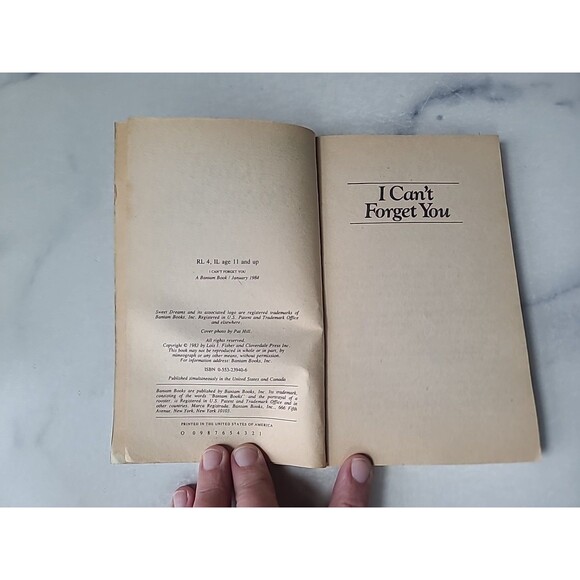 RL 4, IL age 11 and up
I CAN'T FORGET YOU
A Bantam Book / January 1984
Sweet Dreams and its associated logo are registered trademarks of
Bantam Books, Inc. Registered in U.S. Patent and Trademark Office
and elsewhere.
Cover photo by Pat Hill.
All rights reserved.
Copyright © 1983 by Lois I. Fisher and Cloverdale Press Inc.
This book may not be reproduced in whole or in part, by
mimeograph or any other means, without permission.
For information address: Bantam Books, Inc.
ISBN 0-553-23940-6
Published simultaneously in the United States and Canada
Bantam Books are published by Bantam Books, Inc. Its trademark,
consisting of the words "Bantam Books" and the portrayal of a
rooster, is Registered in U.S. Patent and Trademark Office and in
other countries. Marca Registrada. Bantam Books, Inc., 666 Fifth
Avenue, New York, New York 10103.
PRINTED IN THE UNITED STATES OF AMERICA
O 0 9 8 7 6 5 4 3 2 1
I Can't
Forget You